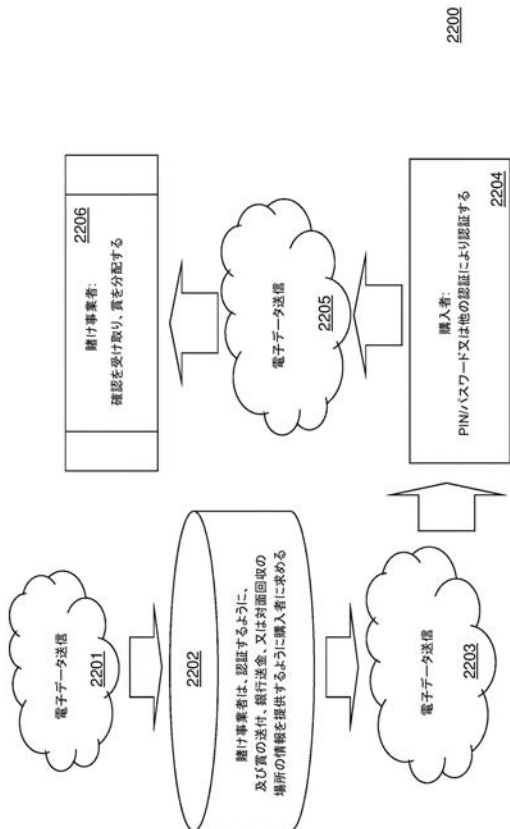 2200
電子データ送信
2201
2202
賭け事業者は、認証するように、
及び賞の送付、銀行送金、又は対面回収の
場所の情報を提供するように購入者に求める
電子データ送信
2203
購入者:
PIN/パスワード又は他の認証により認証する
2204
電子データ送信
2205
2206
賭け事業者:
確認を受け取り、賞を分配する